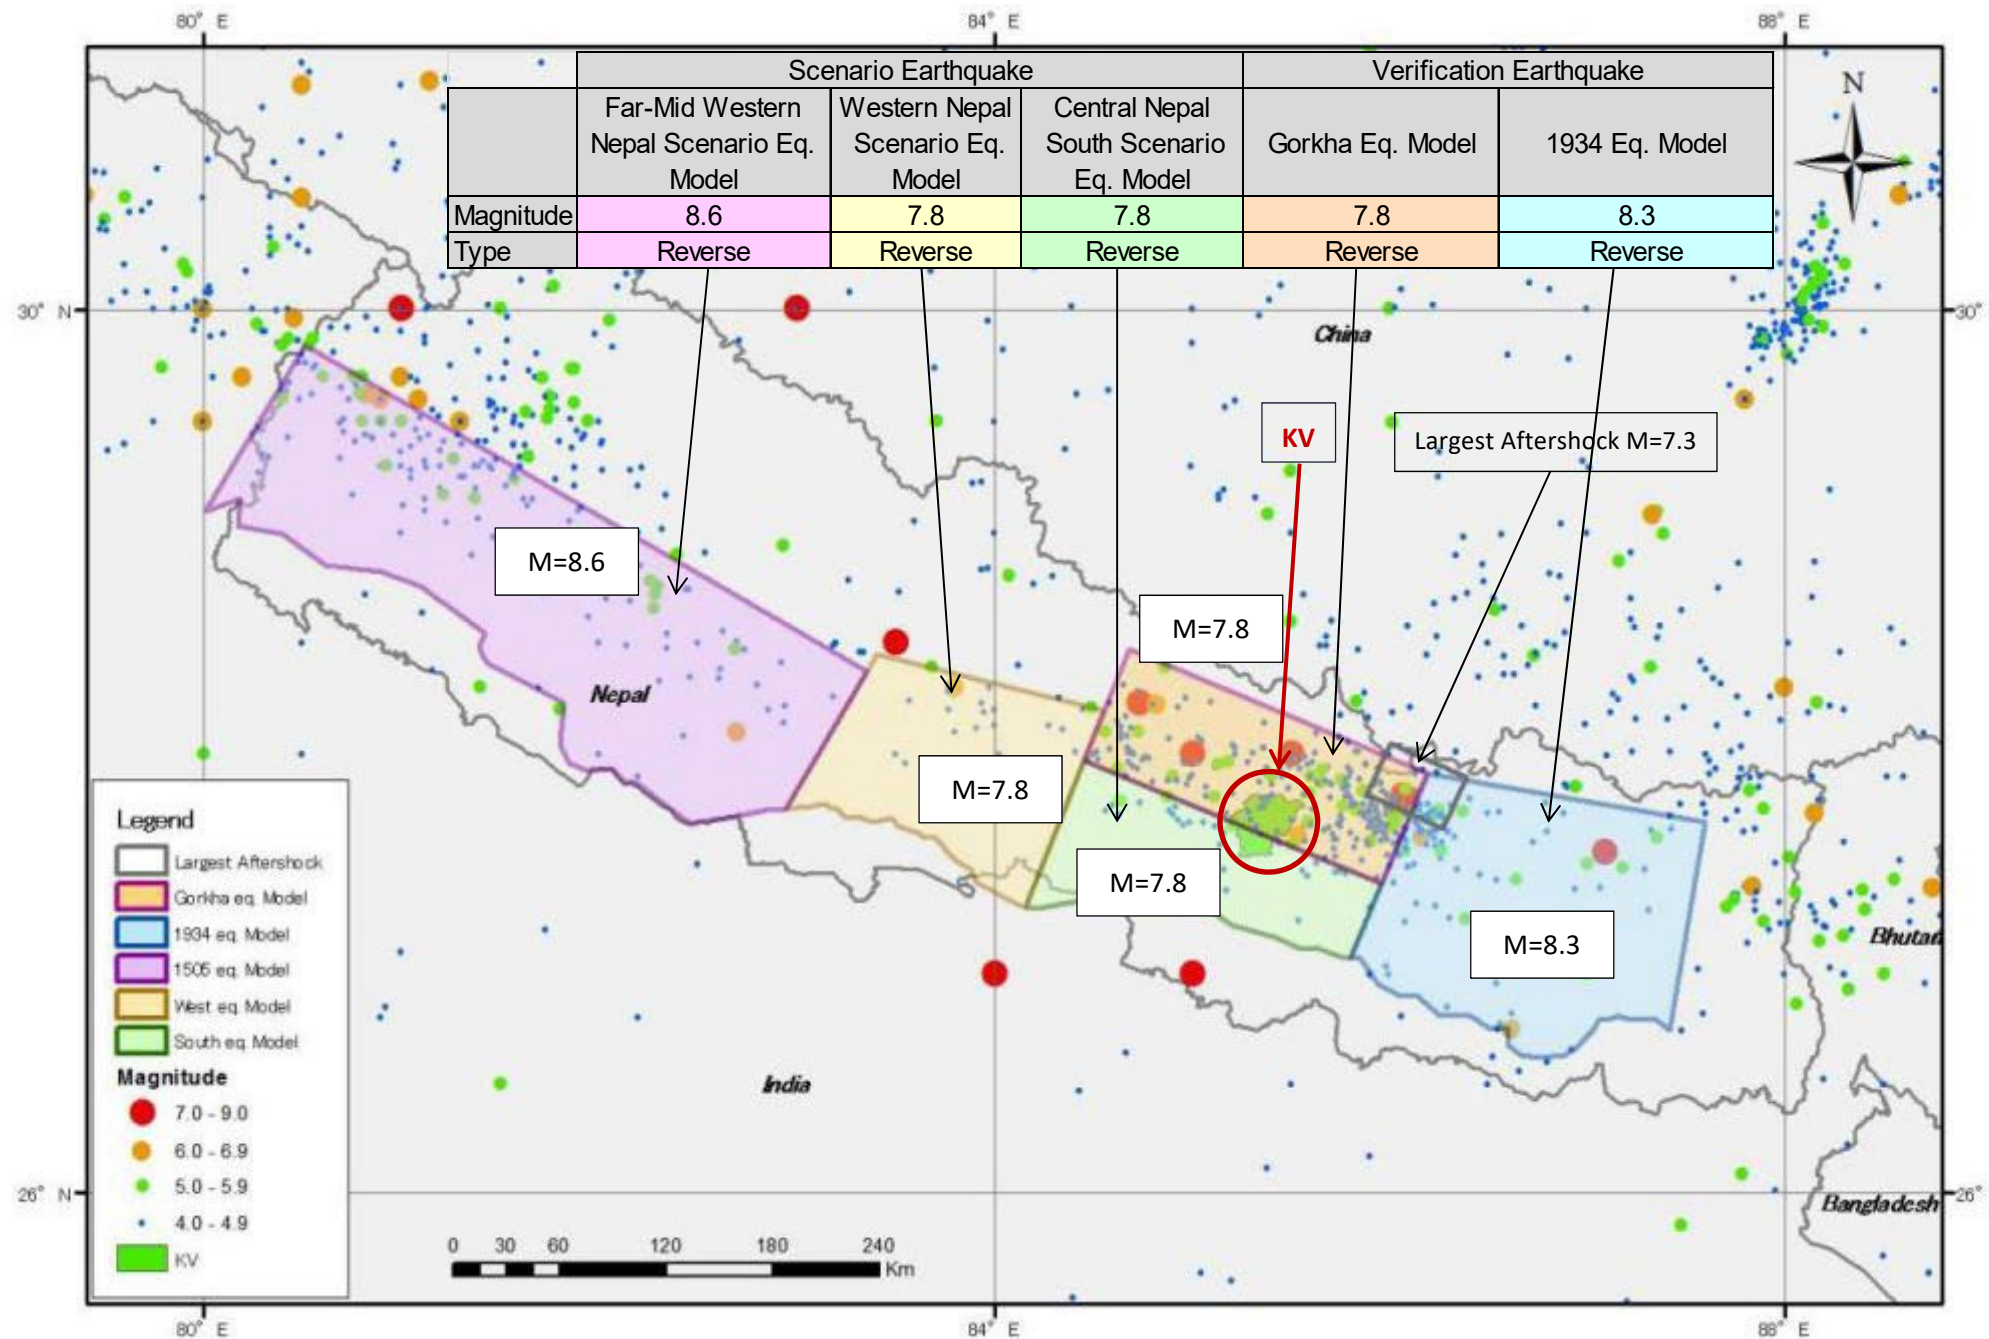 80° E 84° E 88° E
Scenario Earthquake Verification Earthquake
Far-Mid Western Nepal Scenario Eq. Model
Western Nepal Scenario Eq. Model
Central Nepal South Scenario Eq. Model
Gorkha Eq. Model
1934 Eq. Model
Magnitude 8.6 7.8 7.8 7.8 8.3
Type Reverse Reverse Reverse Reverse Reverse
N
30° N 30°
China
KV
Largest Aftershock M=7.3
M=8.6
M=7.8
Nepal
M=7.8
M=7.8
M=8.3
Bhutan
India
Bangladesh
26° N 26°
Legend
Largest Aftershock
Gorkha eq. Model
1934 eq. Model
1505 eq. Model
West eq. Model
South eq. Model
Magnitude
7.0 - 9.0
6.0 - 6.9
5.0 - 5.9
4.0 - 4.9
KV
0 30 60 120 180 240
Km
80° E 84° E 88° E